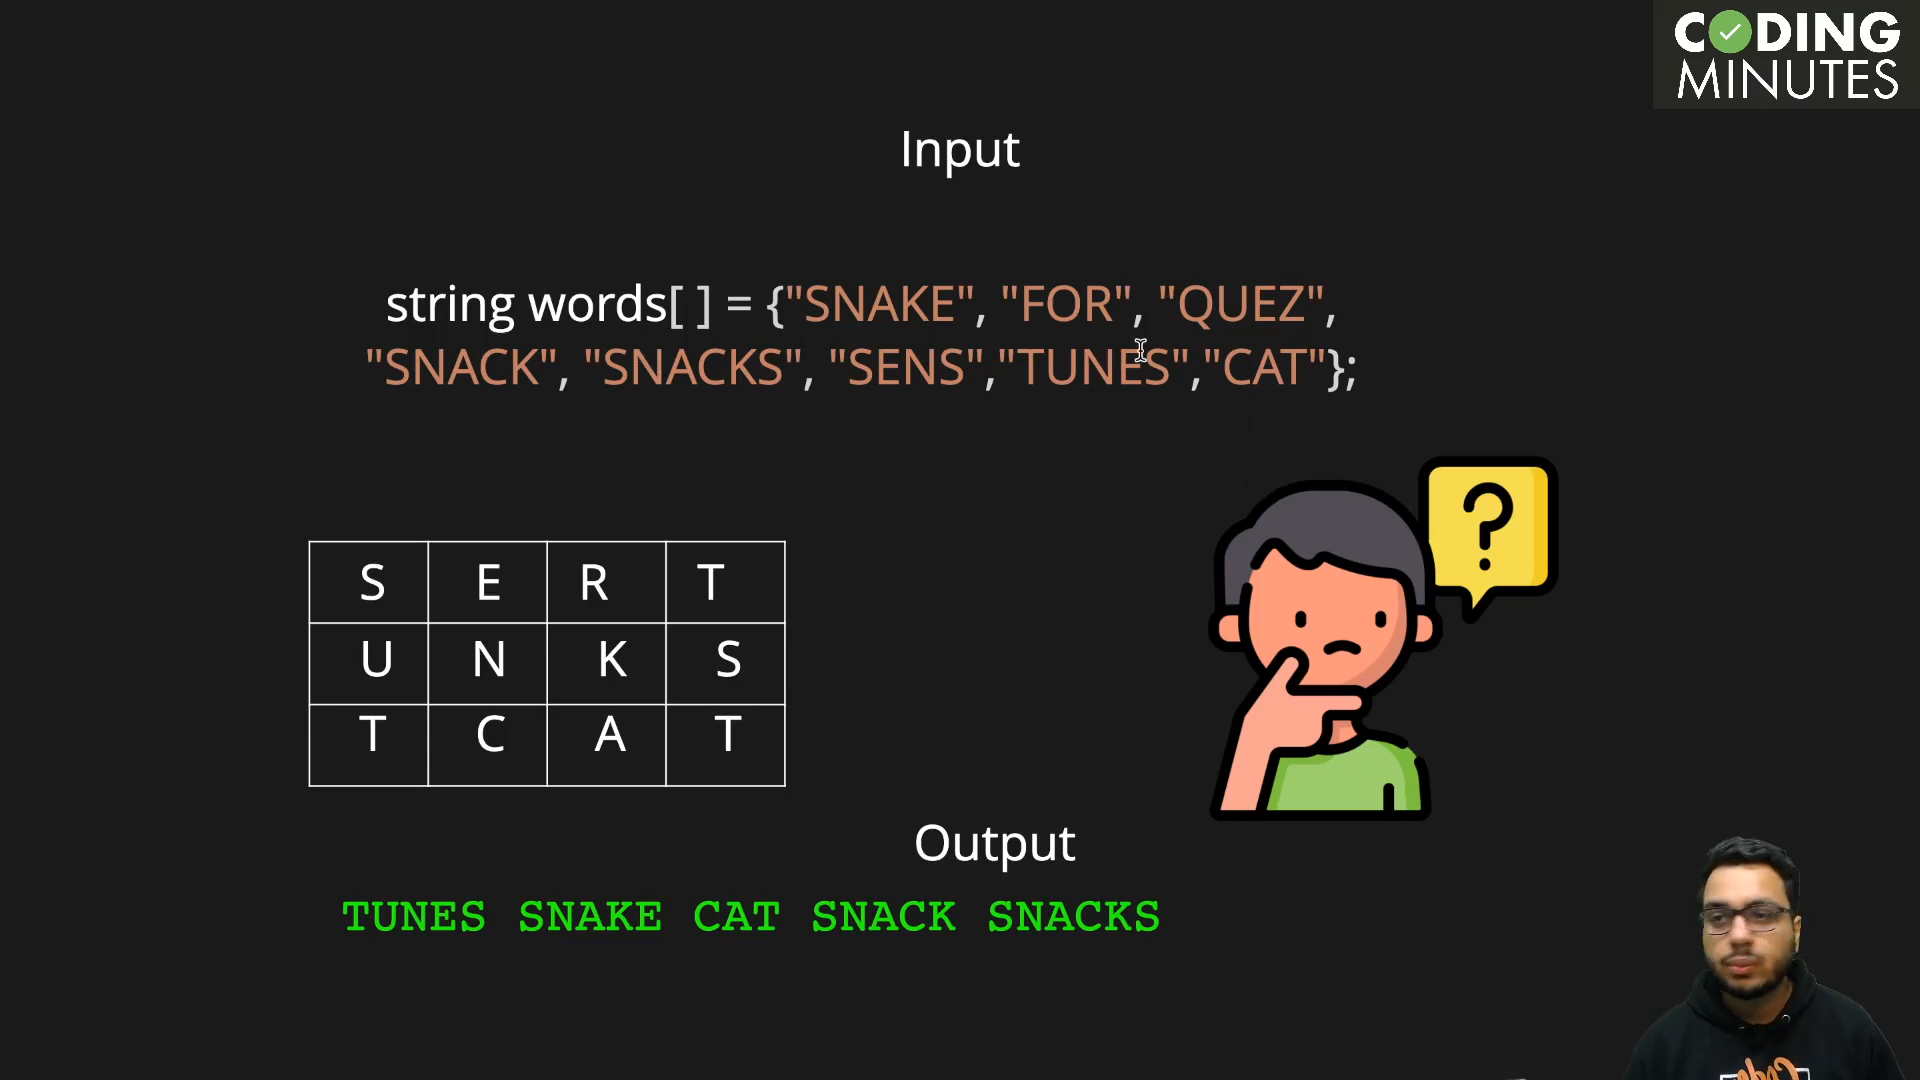 CODING
MINUTES
Input
string words[ ] = {"SNAKE", "FOR", "QUEZ",
"SNACK", "SNACKS", "SENS","TUNES","CAT"};
?
S E R T
U N K S
T C A T
Output
TUNES SNAKE CAT SNACK SNACKS